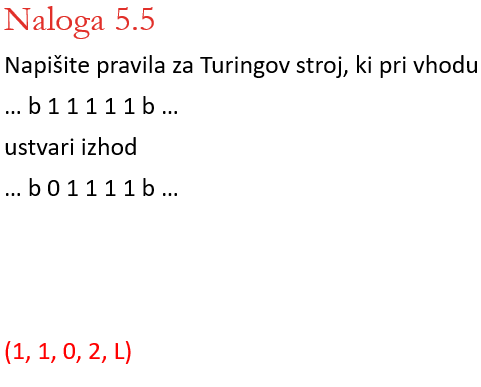 Naloga 5.5
Napišite pravila za Turingov stroj, ki pri vhodu
... b 1 1 1 1 1 b ...
ustvari izhod
... b 0 1 1 1 1 b ...
(1, 1, 0, 2, L)